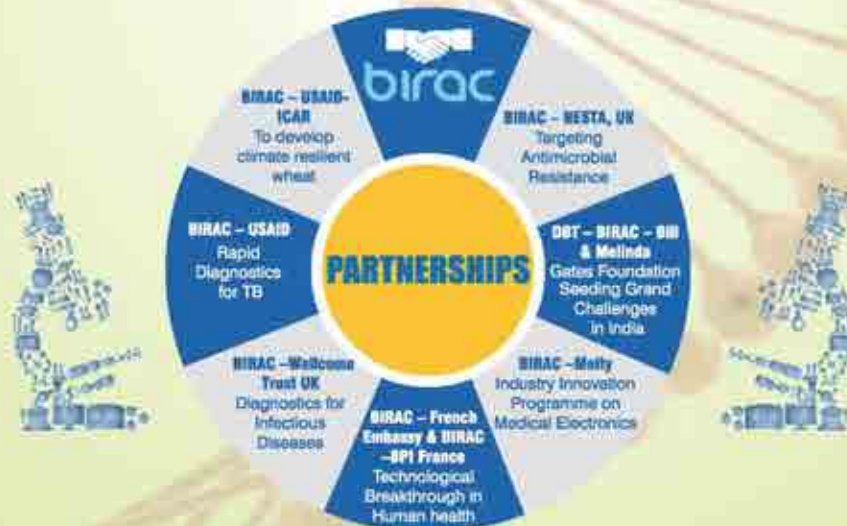 birac
BIRAC – NESTA, UK
Targeting
Antimicrobial
Resistance
DBT – BIRAC – Bill
& Melinda
Gates Foundation
Seeding Grand
Challenges
in India
BIRAC –Meity
Industry Innovation
Programme on
Medical Electronics
BIRAC – French
Embassy & BIRAC
–BPI France
Technological
Breakthrough in
Human health
BIRAC –Wellcome
Trust UK
Diagnostics for
Infectious
Diseases
BIRAC – USAID
Rapid
Diagnostics
for TB
BIRAC – USAID-
ICAR
To develop
climate resilient
wheat
PARTNERSHIPS